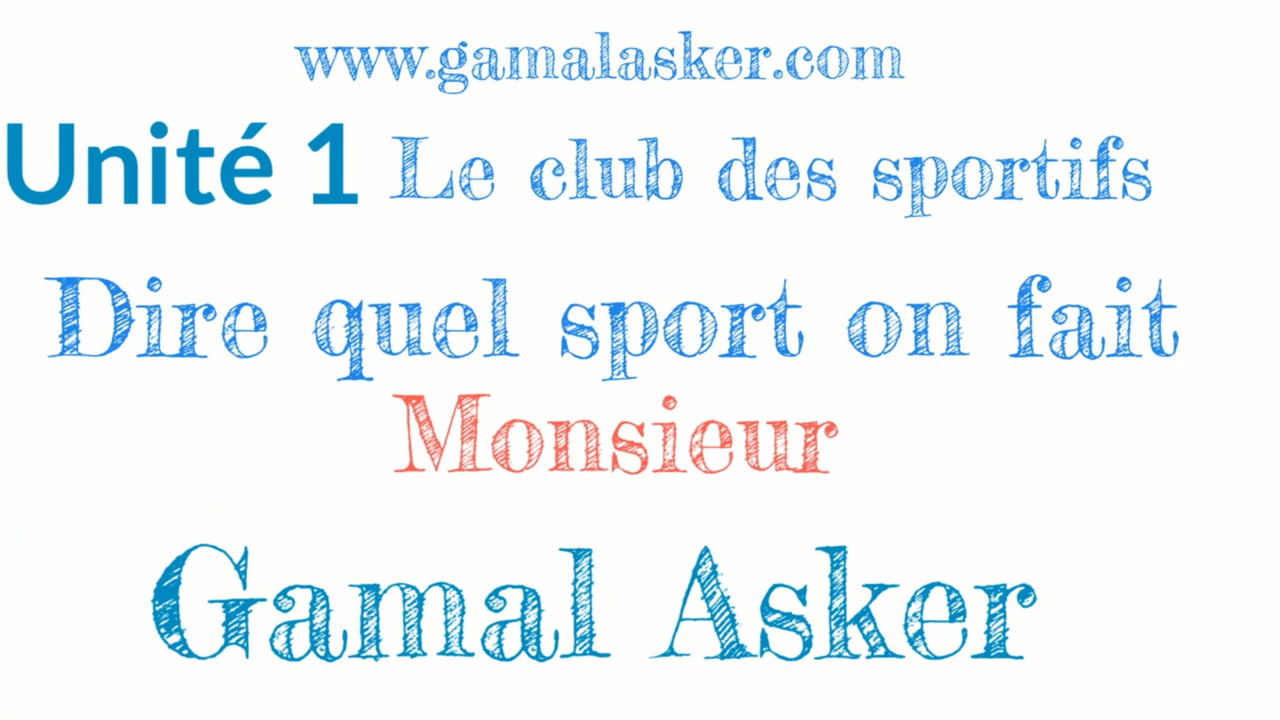 www.gamalasker.com
Unité 1 Le club des sportifs
Dire quel sport on fait
Monsieur
Gamal Asker